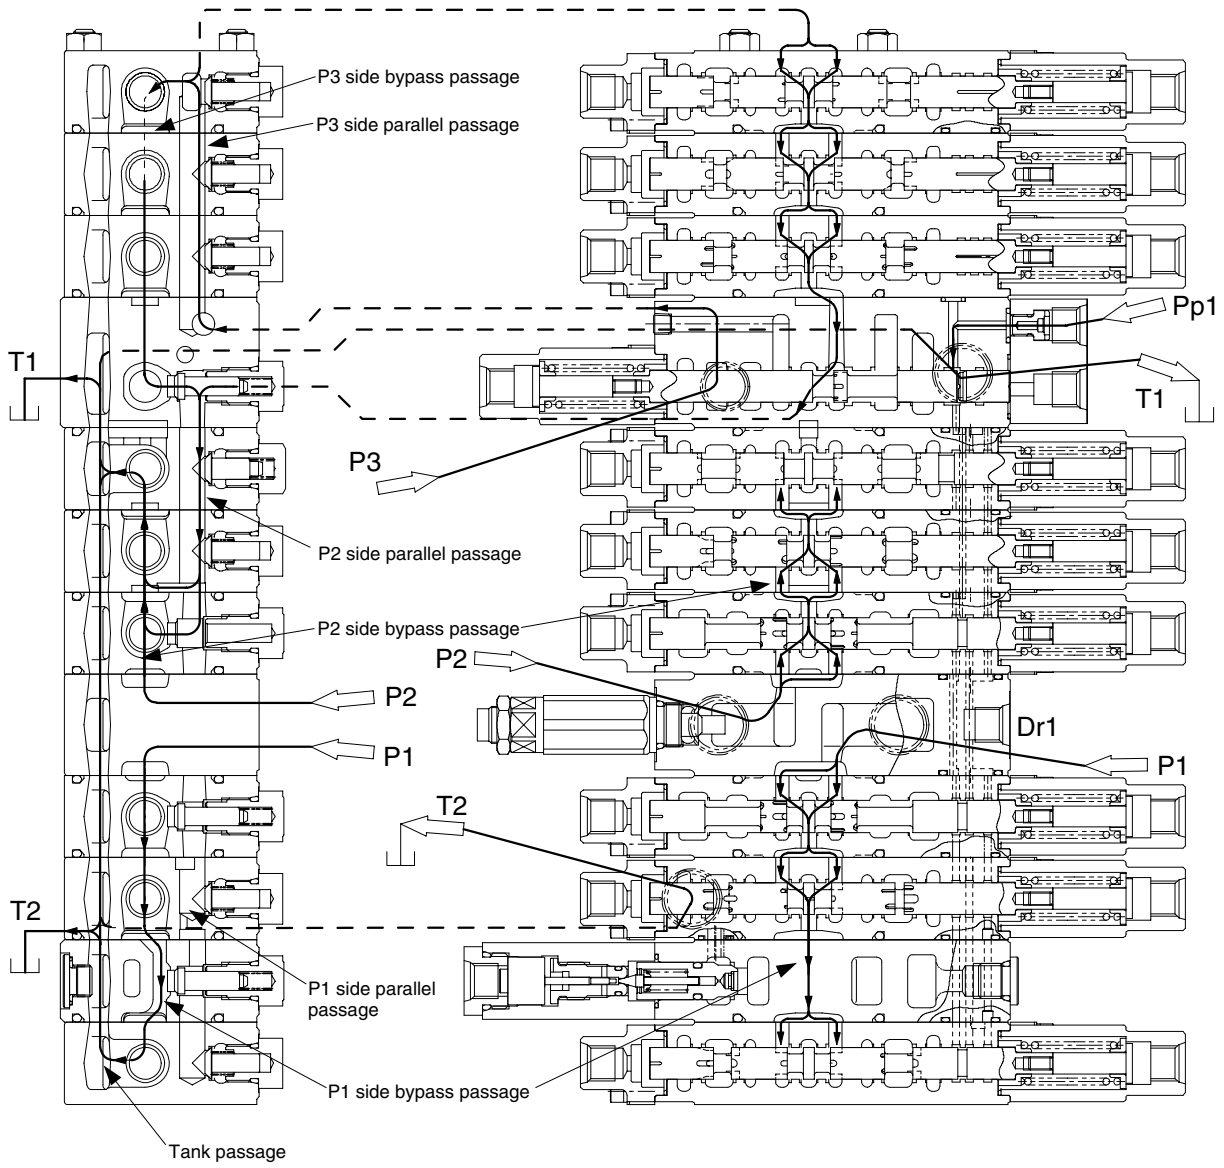 P3 side bypass passage
P3 side parallel passage
Pp1
T1
T1
P3
P2 side parallel passage
P2 side bypass passage
P2
P2
Dr1
P1
P1
T2
T2
P1 side parallel
passage
P1 side bypass passage
Tank passage